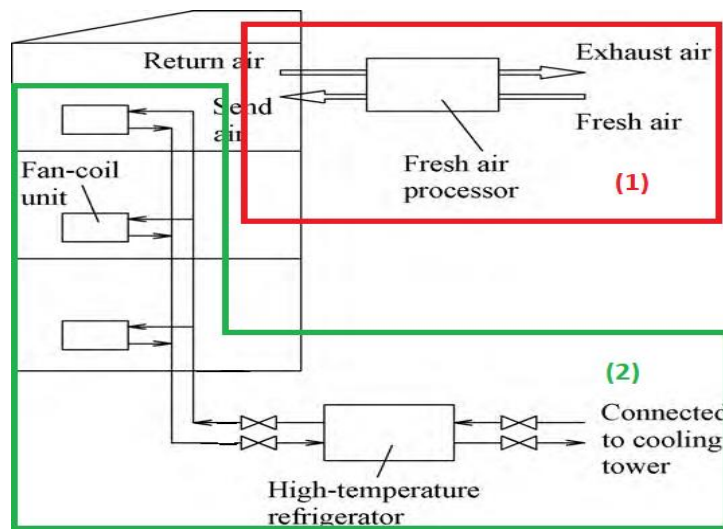 Return air
Exhaust air
Send
air
Fresh air
Fan-coil
unit
Fresh air
processor
(1)
(2)
Connected
to cooling
tower
High-temperature
refrigerator